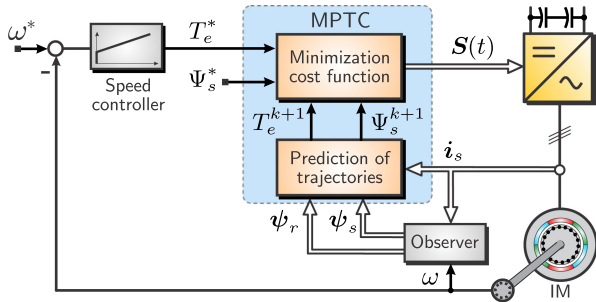 MPTC
ω*
T_e^*
Minimization
cost function
S(t)
=
~
-
Speed
controller
Ψ_s^*
T_e^{k+1}
Ψ_s^{k+1}
Prediction of
trajectories
i_s
ψ_r
ψ_s
Observer
ω
IM